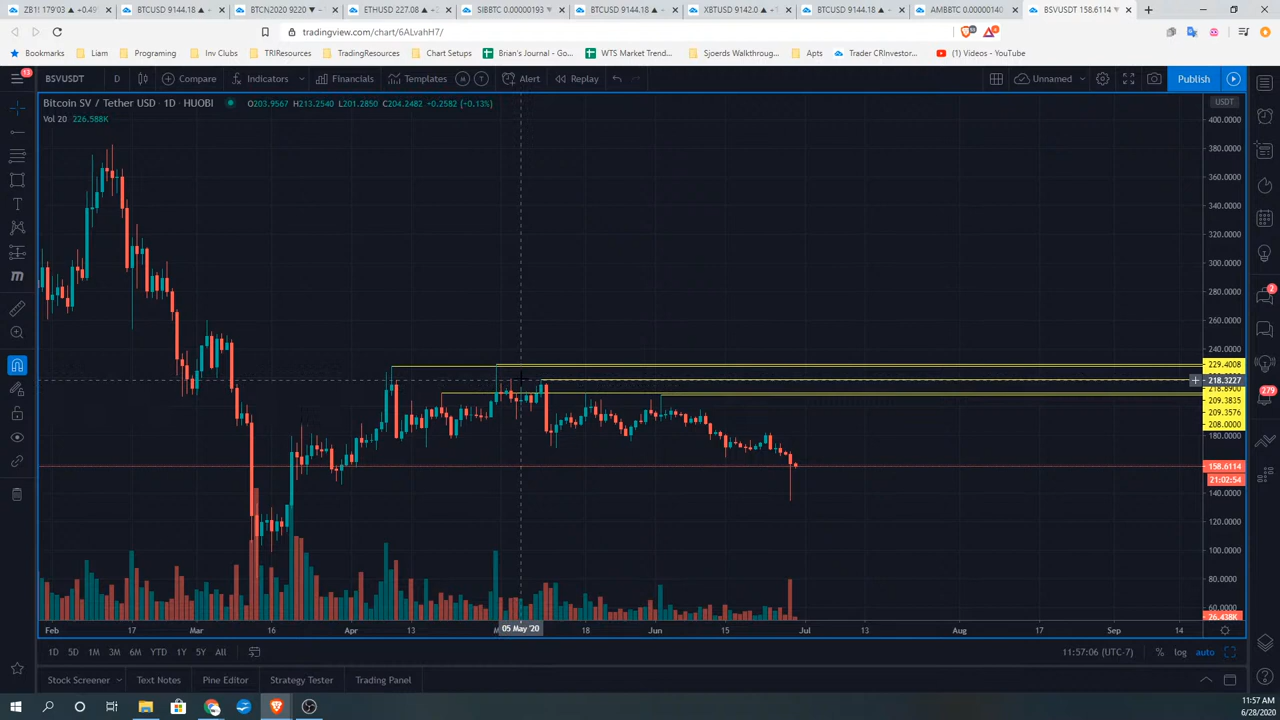 ZB1! 179'03 ▲ +0.4
BTCUSD 9144.18 ▲
BTCN2020 9220 ▼ −
ETHUSD 227.08 ▲ +
SIBBTC 0.00000193 ▼
BTCUSD 9144.18 ▲
XBTUSD 9142.0 ▲
BTCUSD 9144.18 ▲
AMBBTC 0.00000140
BSVUSDT 158.6114 ▼
tradingview.com/chart/6ALvahH7/
Bookmarks
Liam
Programing
Inv Clubs
TRIResources
TradingResources
Chart Setups
Brian's Journal - Go...
WTS Market Trend...
Sjoerds Walkthroug...
Apts
Trader CRInvestor...
(1) Videos - YouTube
13
BSVUSDT
D
Compare
Indicators
Financials
Templates
M
T
Alert
Replay
Unnamed
Publish
Bitcoin SV / Tether USD · 1D · HUOBI
O203.9567 H213.2540 L201.2850 C204.2482 +0.2582 (+0.13%)
Vol 20 226.588K
USDT
400.0000
380.0000
360.0000
340.0000
320.0000
300.0000
280.0000
260.0000
240.0000
229.4008
218.3227
218.8900
209.3835
209.3576
208.0000
180.0000
158.6114
21:02:54
140.0000
120.0000
100.0000
80.0000
60.0000
26.438K
2
279
Feb
17
Mar
16
Apr
13
05 May '20
18
Jun
15
Jul
13
Aug
17
Sep
14
1D 5D 1M 3M 6M YTD 1Y 5Y All
11:57:06 (UTC-7)
% log auto
Stock Screener
Text Notes
Pine Editor
Strategy Tester
Trading Panel
11:57 AM
6/28/2020